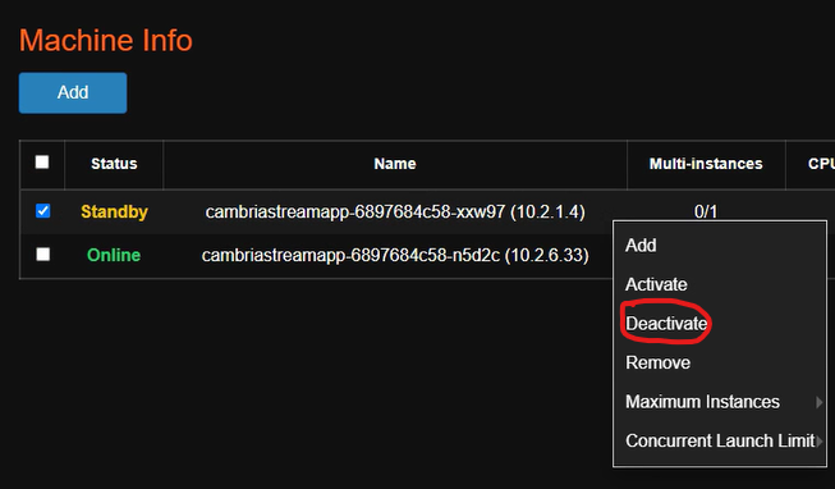 Machine Info
Add
Status Name Multi-instances CPU
Standby cambriastreamapp-6897684c58-xxw97 (10.2.1.4) 0/1
Online cambriastreamapp-6897684c58-n5d2c (10.2.6.33)
Add
Activate
Deactivate
Remove
Maximum Instances
Concurrent Launch Limit